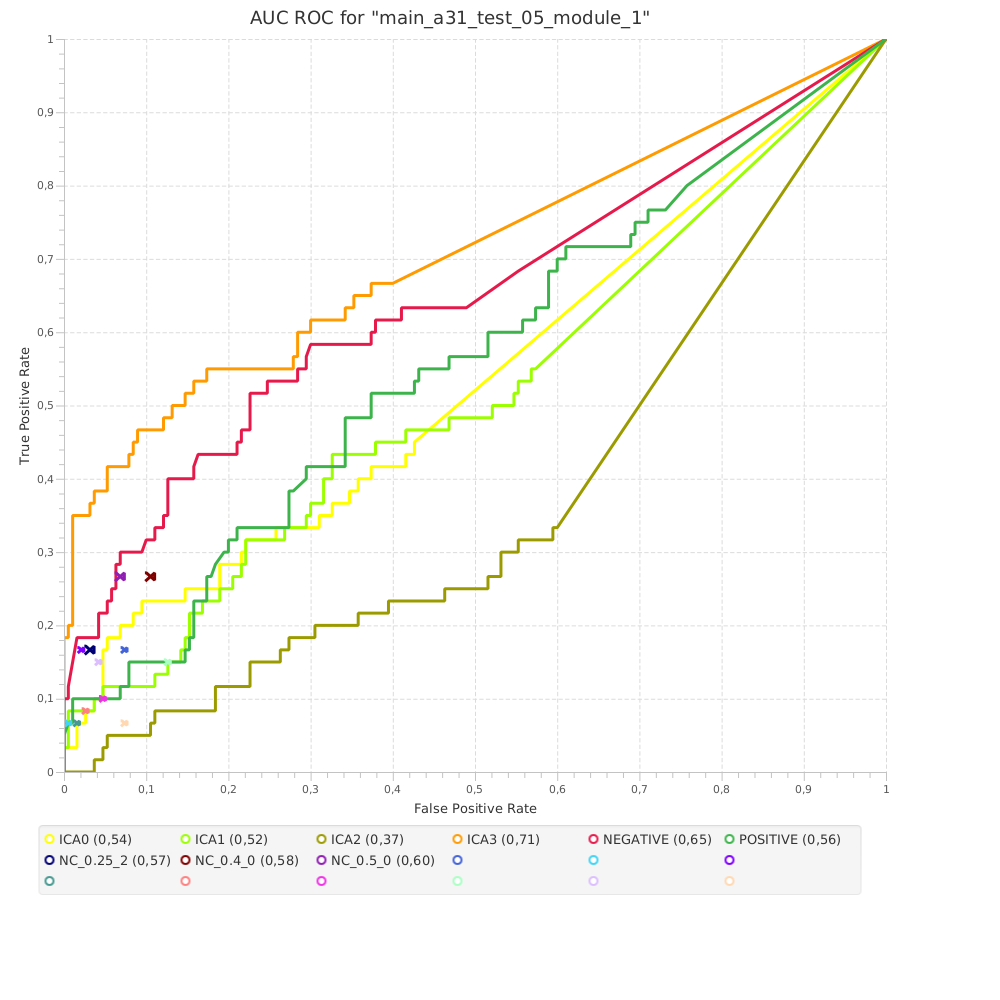 AUC ROC for "main_a31_test_05_module_1"
1
0,9
0,8
0,7
0,6
0,5
0,4
0,3
0,2
0,1
0
True Positive Rate
0 0,1 0,2 0,3 0,4 0,5 0,6 0,7 0,8 0,9 1
False Positive Rate
ICA0 (0,54) ICA1 (0,52) ICA2 (0,37) ICA3 (0,71) NEGATIVE (0,65) POSITIVE (0,56)
NC_0.25_2 (0,57) NC_0.4_0 (0,58) NC_0.5_0 (0,60)